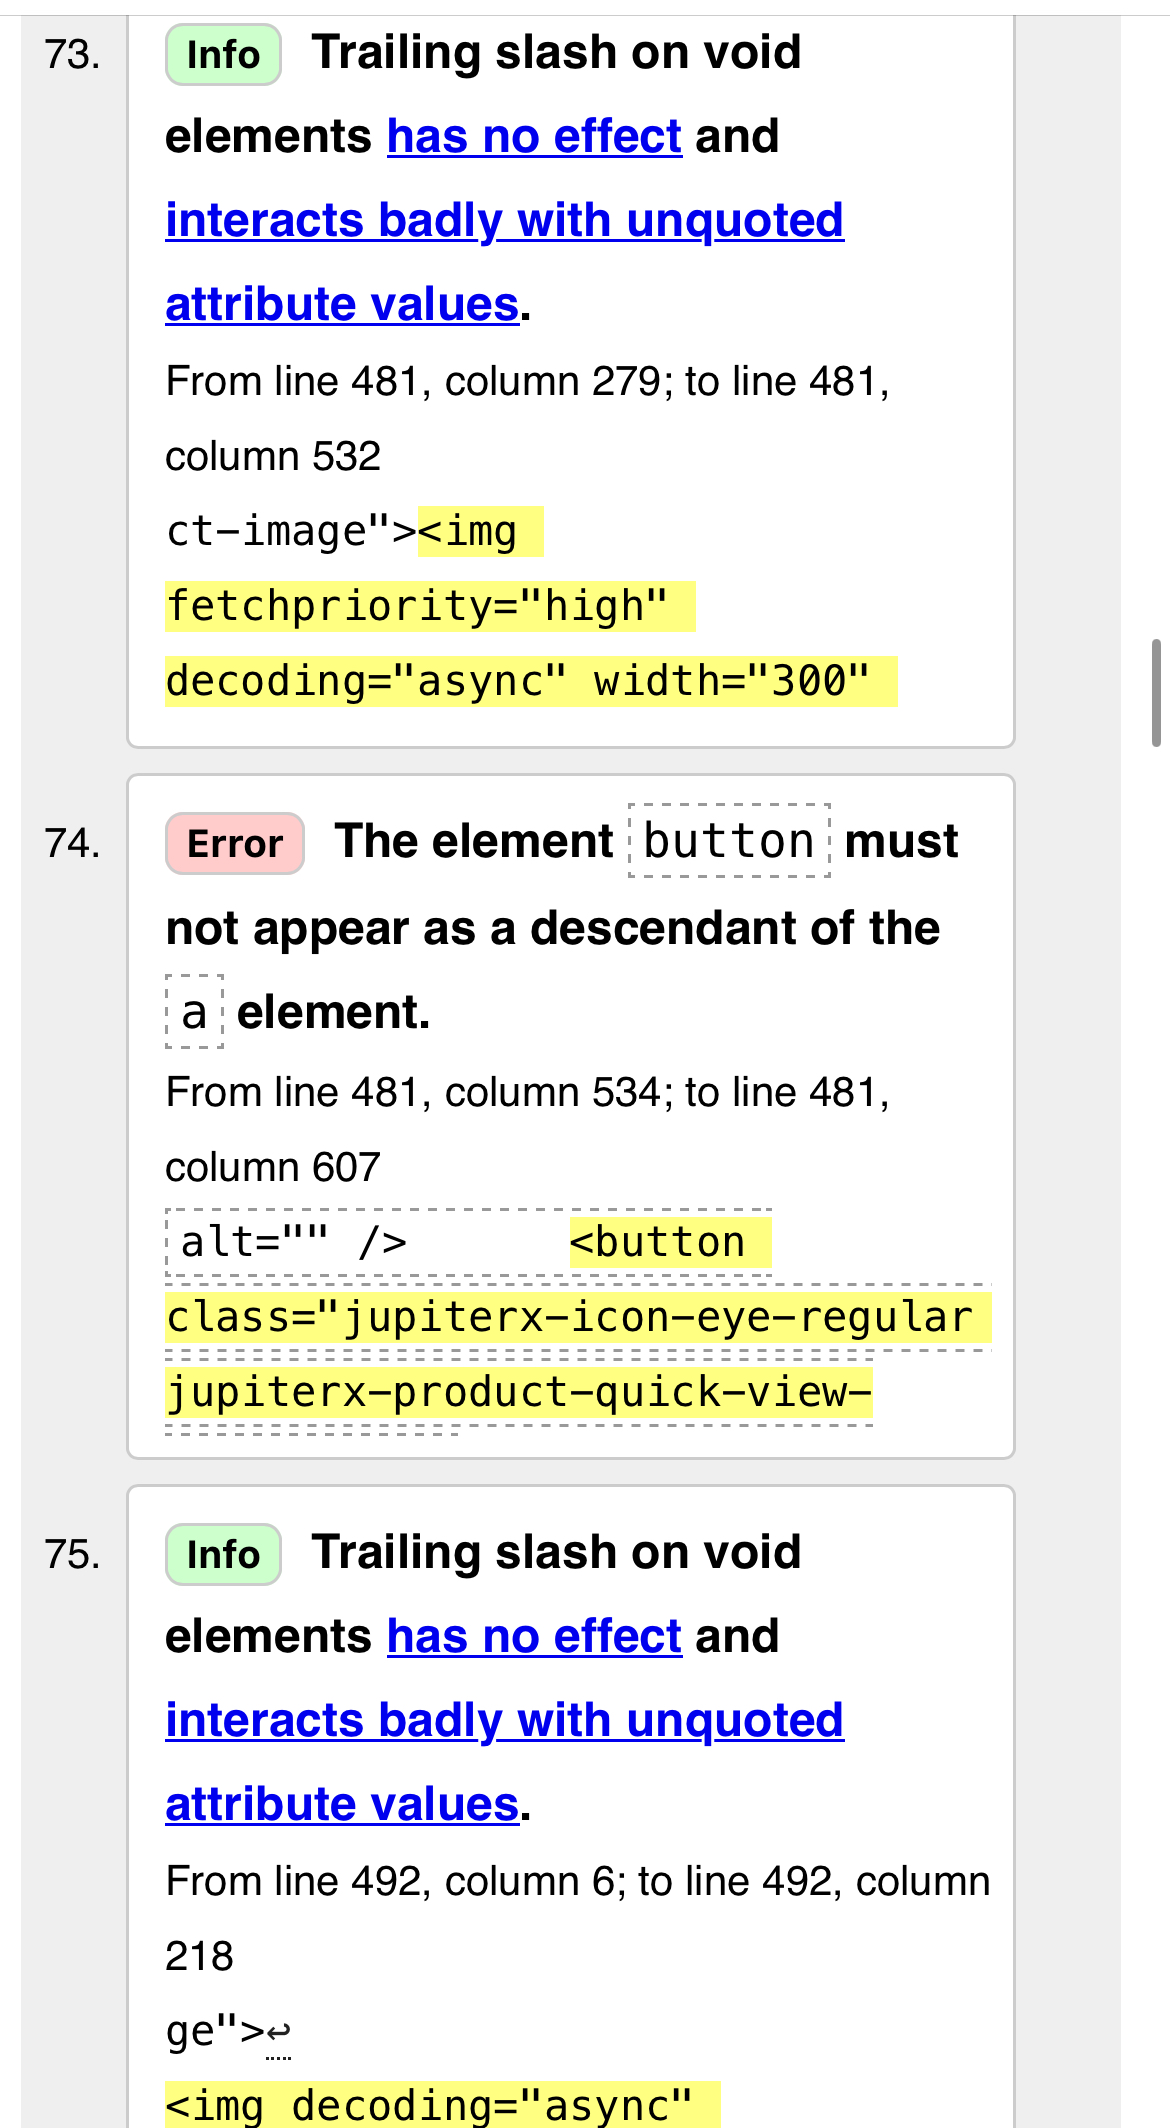 73. Info Trailing slash on void
elements has no effect and
interacts badly with unquoted
attribute values.
From line 481, column 279; to line 481,
column 532
ct-image"><img
fetchpriority="high"
decoding="async" width="300"
74. Error The element button must
not appear as a descendant of the
a element.
From line 481, column 534; to line 481,
column 607
alt="" /> <button
class="jupiterx-icon-eye-regular
jupiterx-product-quick-view-
75. Info Trailing slash on void
elements has no effect and
interacts badly with unquoted
attribute values.
From line 492, column 6; to line 492, column
218
ge">↩
<img decoding="async"